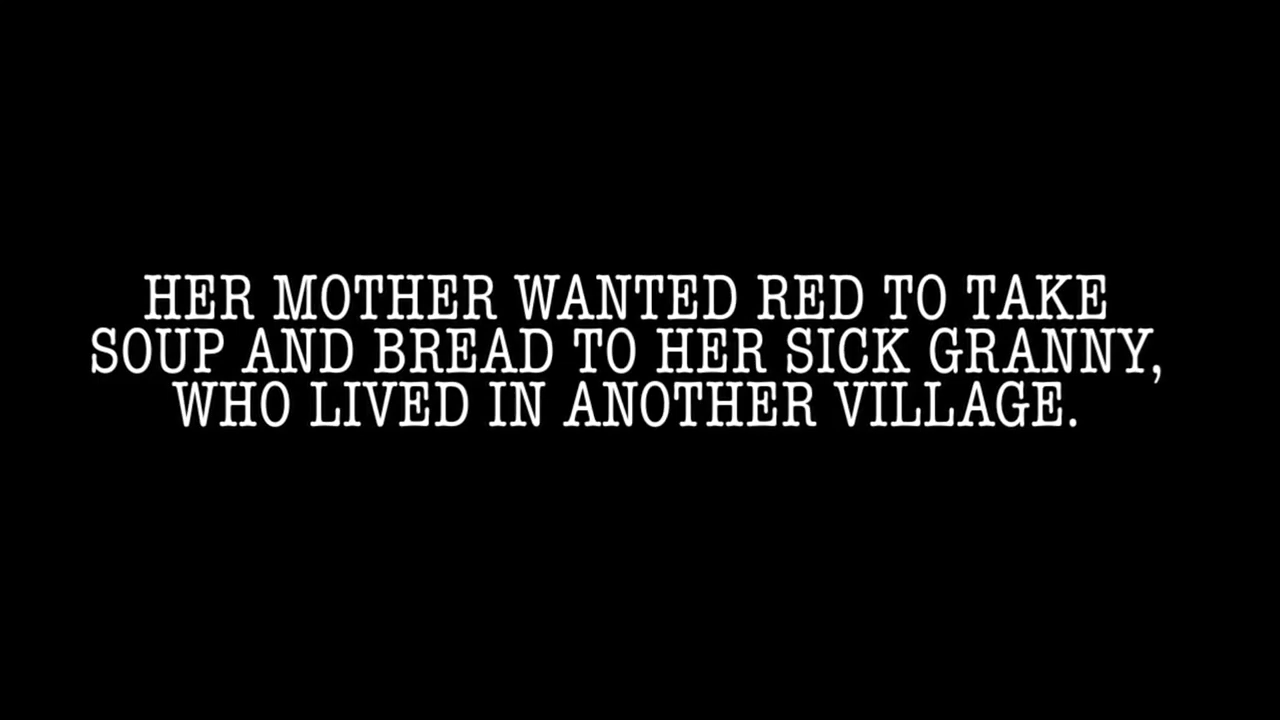 HER MOTHER WANTED RED TO TAKE
SOUP AND BREAD TO HER SICK GRANNY,
WHO LIVED IN ANOTHER VILLAGE.